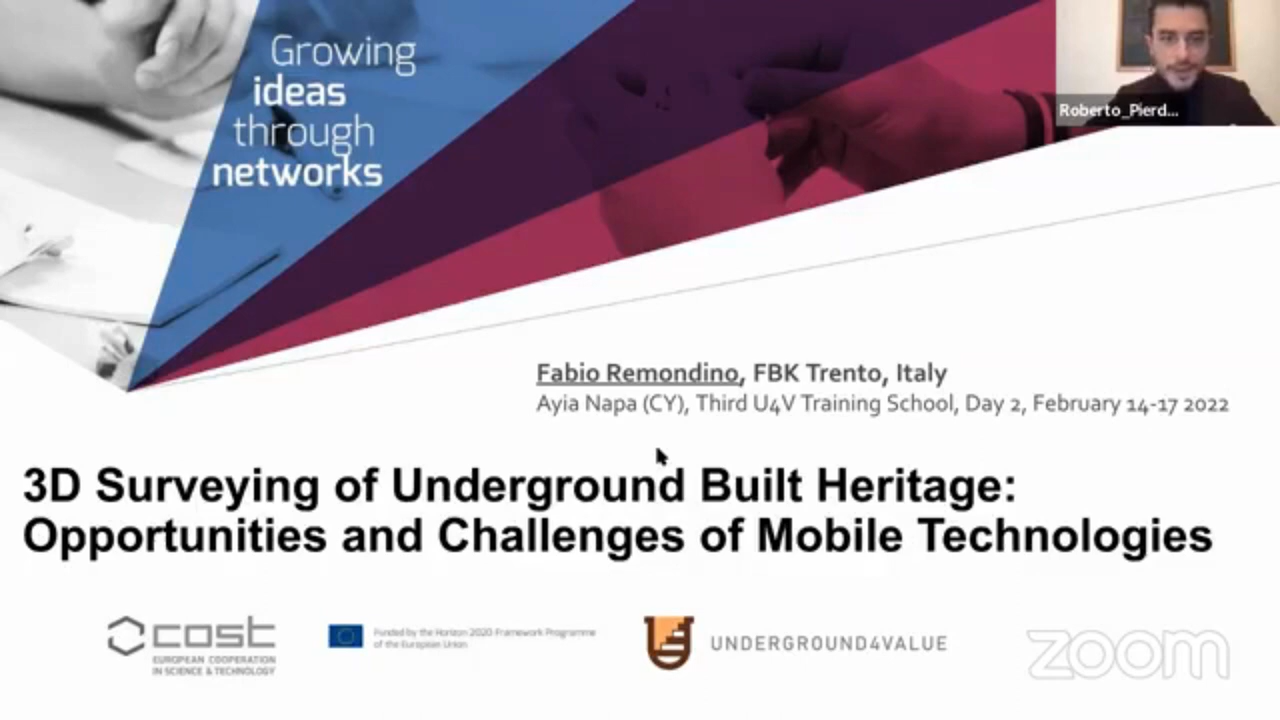 Growing
ideas
through
networks
Roberto_Pierd...
Fabio Remondino, FBK Trento, Italy
Ayia Napa (CY), Third U4V Training School, Day 2, February 14-17 2022
3D Surveying of Underground Built Heritage:
Opportunities and Challenges of Mobile Technologies
cost
EUROPEAN COOPERATION
IN SCIENCE & TECHNOLOGY
Funded by the Horizon 2020 Framework Programme
of the European Union
UNDERGROUND4VALUE
zoom